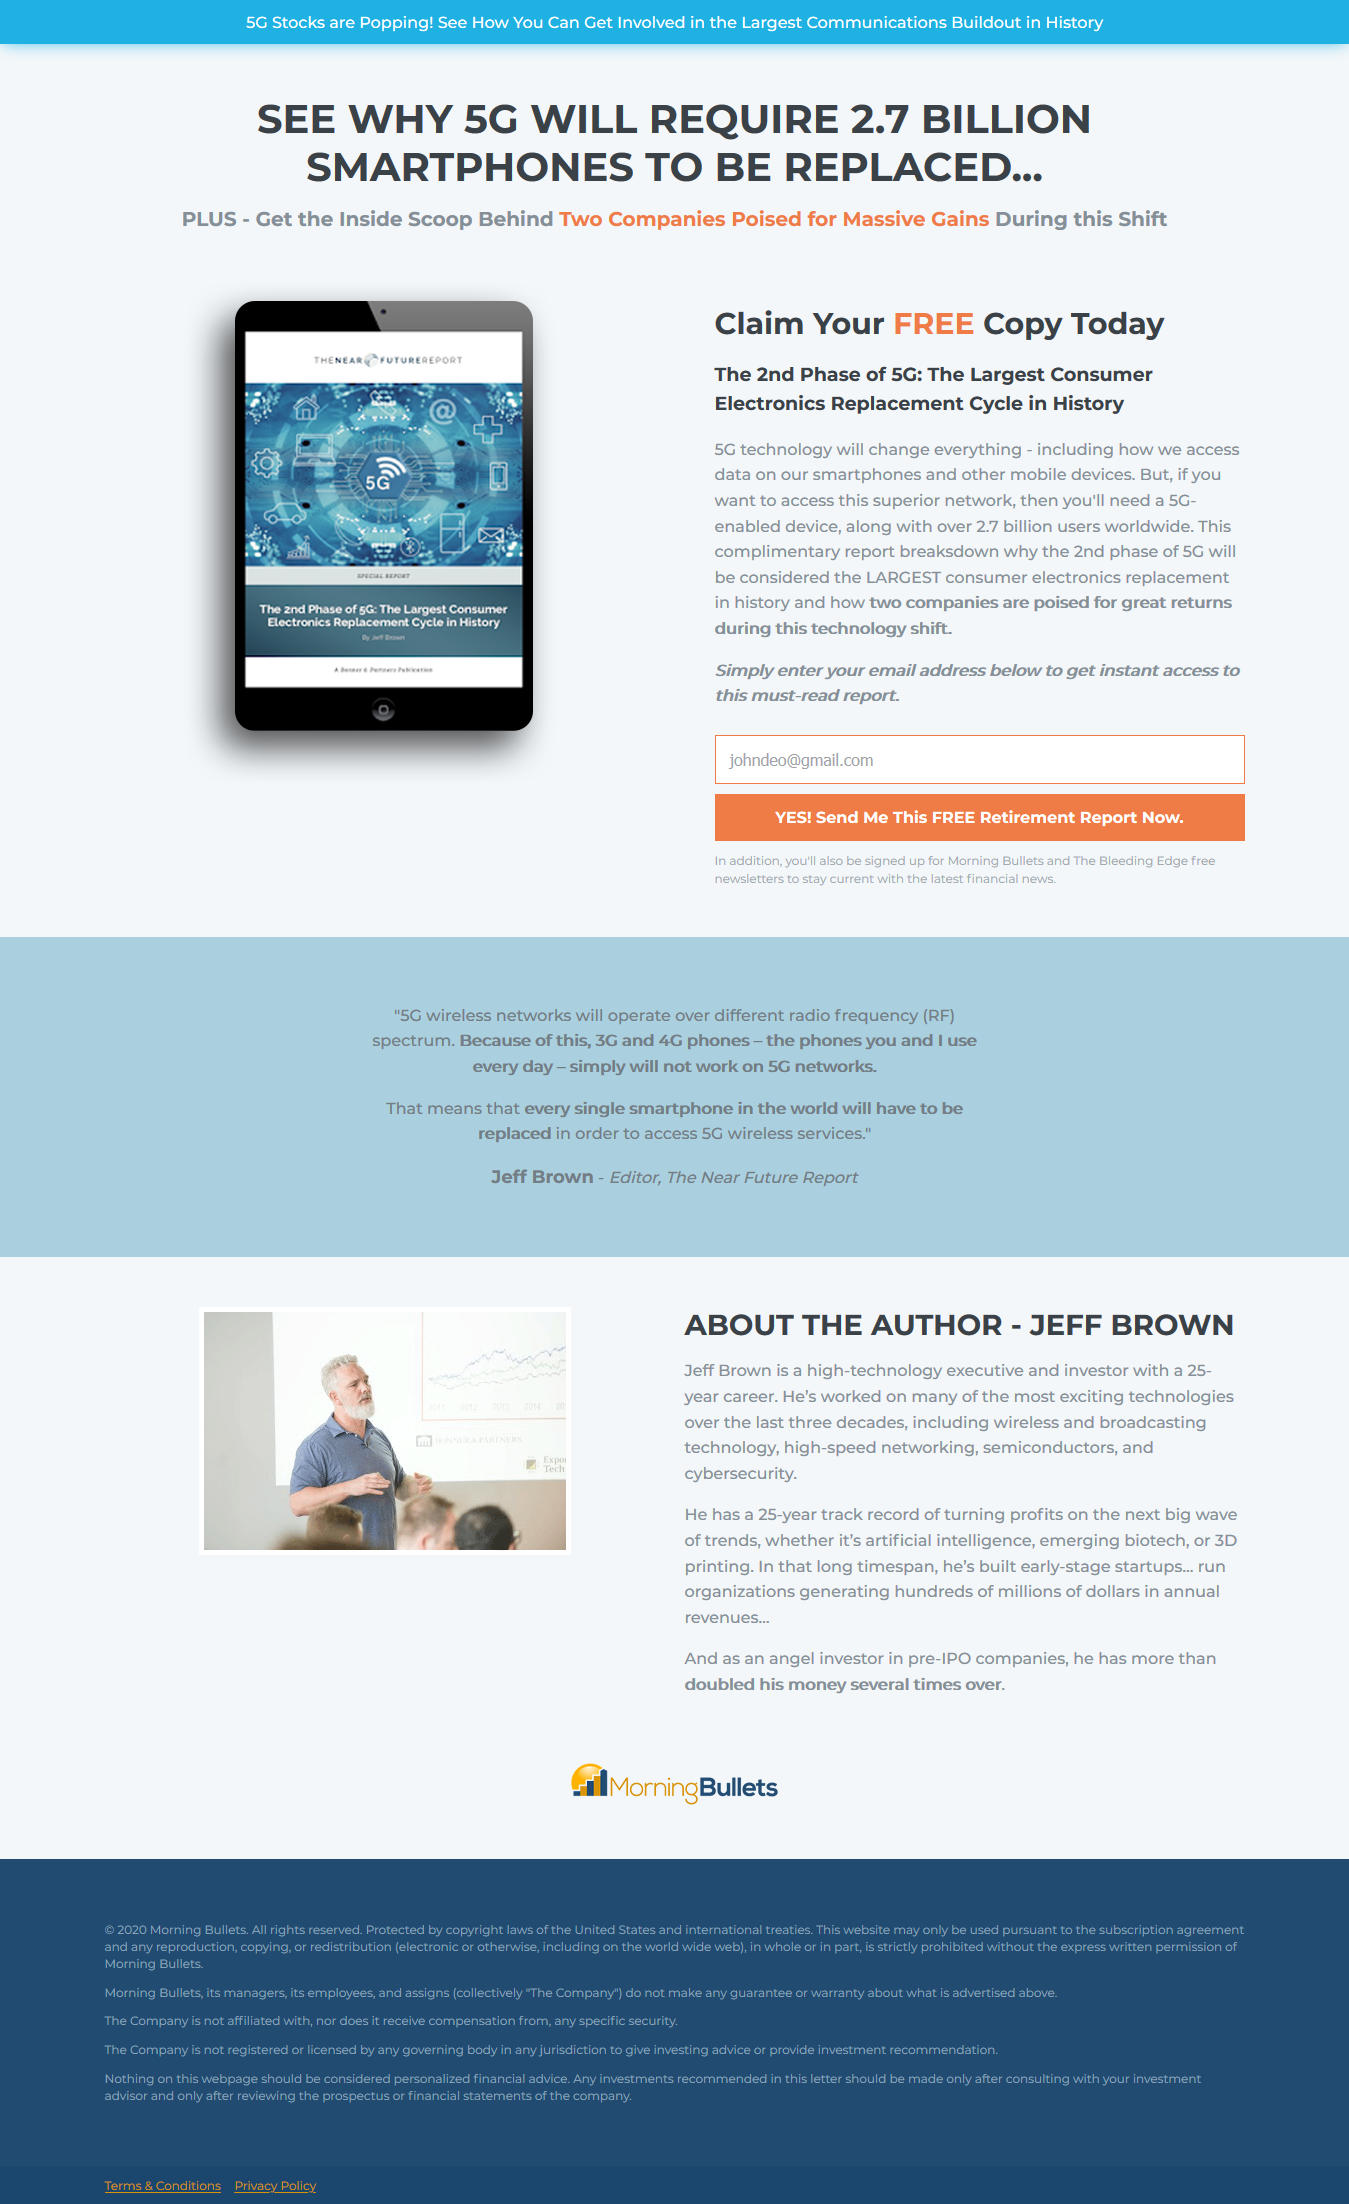 5G Stocks are Popping! See How You Can Get Involved in the Largest Communications Buildout in History
SEE WHY 5G WILL REQUIRE 2.7 BILLION
SMARTPHONES TO BE REPLACED...
PLUS - Get the Inside Scoop Behind Two Companies Poised for Massive Gains During this Shift
THE NEAR FUTURE REPORT
5G
SPECIAL REPORT
The 2nd Phase of 5G: The Largest Consumer
Electronics Replacement Cycle in History
By Jeff Brown
A Bonner & Partners Publication
Claim Your FREE Copy Today
The 2nd Phase of 5G: The Largest Consumer
Electronics Replacement Cycle in History
5G technology will change everything - including how we access
data on our smartphones and other mobile devices. But, if you
want to access this superior network, then you'll need a 5G-
enabled device, along with over 2.7 billion users worldwide. This
complimentary report breaksdown why the 2nd phase of 5G will
be considered the LARGEST consumer electronics replacement
in history and how two companies are poised for great returns
during this technology shift.
Simply enter your email address below to get instant access to
this must-read report.
johndeo@gmail.com
YES! Send Me This FREE Retirement Report Now.
In addition, you'll also be signed up for Morning Bullets and The Bleeding Edge free
newsletters to stay current with the latest financial news.
"5G wireless networks will operate over different radio frequency (RF)
spectrum. Because of this, 3G and 4G phones – the phones you and I use
every day – simply will not work on 5G networks.
That means that every single smartphone in the world will have to be
replaced in order to access 5G wireless services."
Jeff Brown - Editor, The Near Future Report
2011 2012 2013 2014 20
BONNER & PARTNERS
Expo
Tech
ABOUT THE AUTHOR - JEFF BROWN
Jeff Brown is a high-technology executive and investor with a 25-
year career. He's worked on many of the most exciting technologies
over the last three decades, including wireless and broadcasting
technology, high-speed networking, semiconductors, and
cybersecurity.
He has a 25-year track record of turning profits on the next big wave
of trends, whether it's artificial intelligence, emerging biotech, or 3D
printing. In that long timespan, he's built early-stage startups... run
organizations generating hundreds of millions of dollars in annual
revenues...
And as an angel investor in pre-IPO companies, he has more than
doubled his money several times over.
MorningBullets
© 2020 Morning Bullets. All rights reserved. Protected by copyright laws of the United States and international treaties. This website may only be used pursuant to the subscription agreement
and any reproduction, copying, or redistribution (electronic or otherwise, including on the world wide web), in whole or in part, is strictly prohibited without the express written permission of
Morning Bullets.
Morning Bullets, its managers, its employees, and assigns (collectively "The Company") do not make any guarantee or warranty about what is advertised above.
The Company is not affiliated with, nor does it receive compensation from, any specific security.
The Company is not registered or licensed by any governing body in any jurisdiction to give investing advice or provide investment recommendation.
Nothing on this webpage should be considered personalized financial advice. Any investments recommended in this letter should be made only after consulting with your investment
advisor and only after reviewing the prospectus or financial statements of the company.
Terms & Conditions Privacy Policy